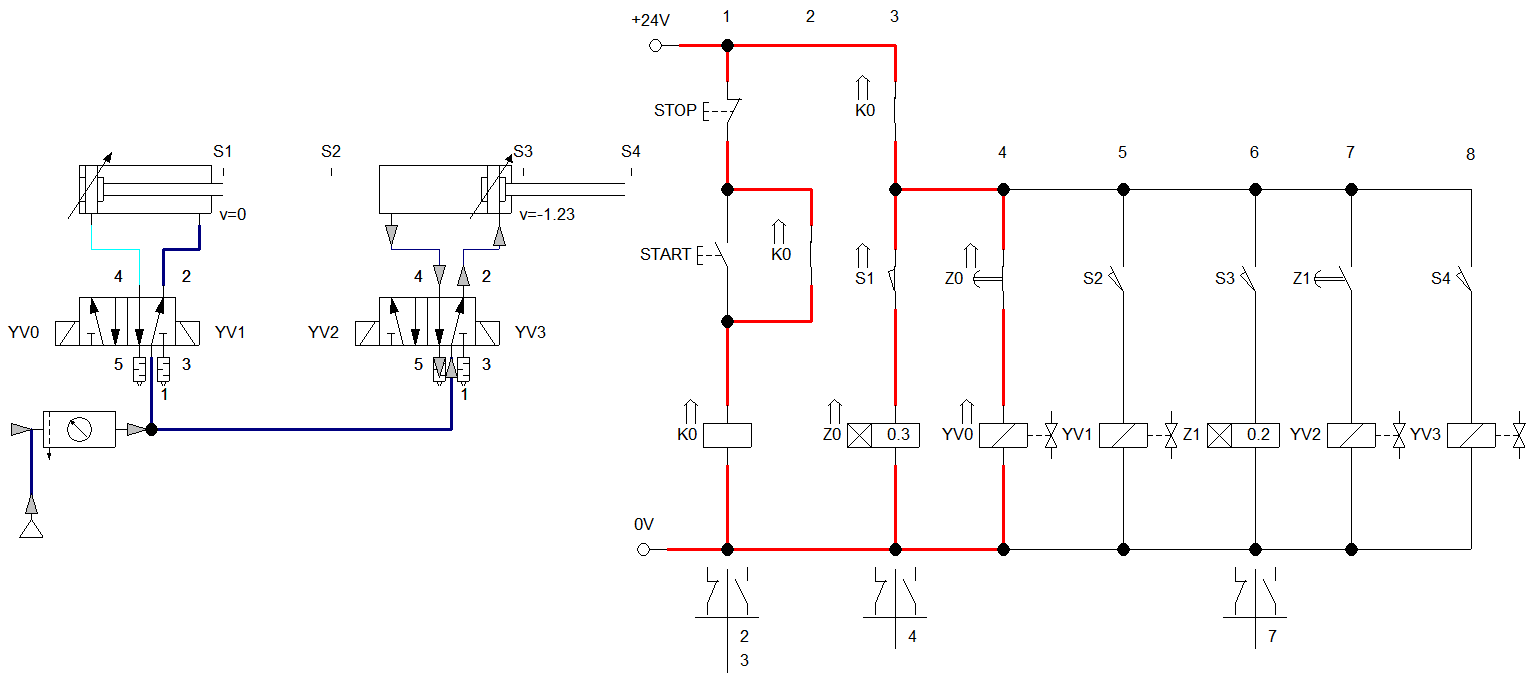 1 2 3
+24V
STOP K0
S1 S2 S3 S4
4 5 6 7 8
v=0 v=-1.23
START K0 S1 Z0 S2 S3 Z1 S4
4 2 4 2
YV0 YV1 YV2 YV3
5 3 5 3
1 1
K0 Z0 0.3 YV0 YV1 Z1 0.2 YV2 YV3
0V
2 4 7
3